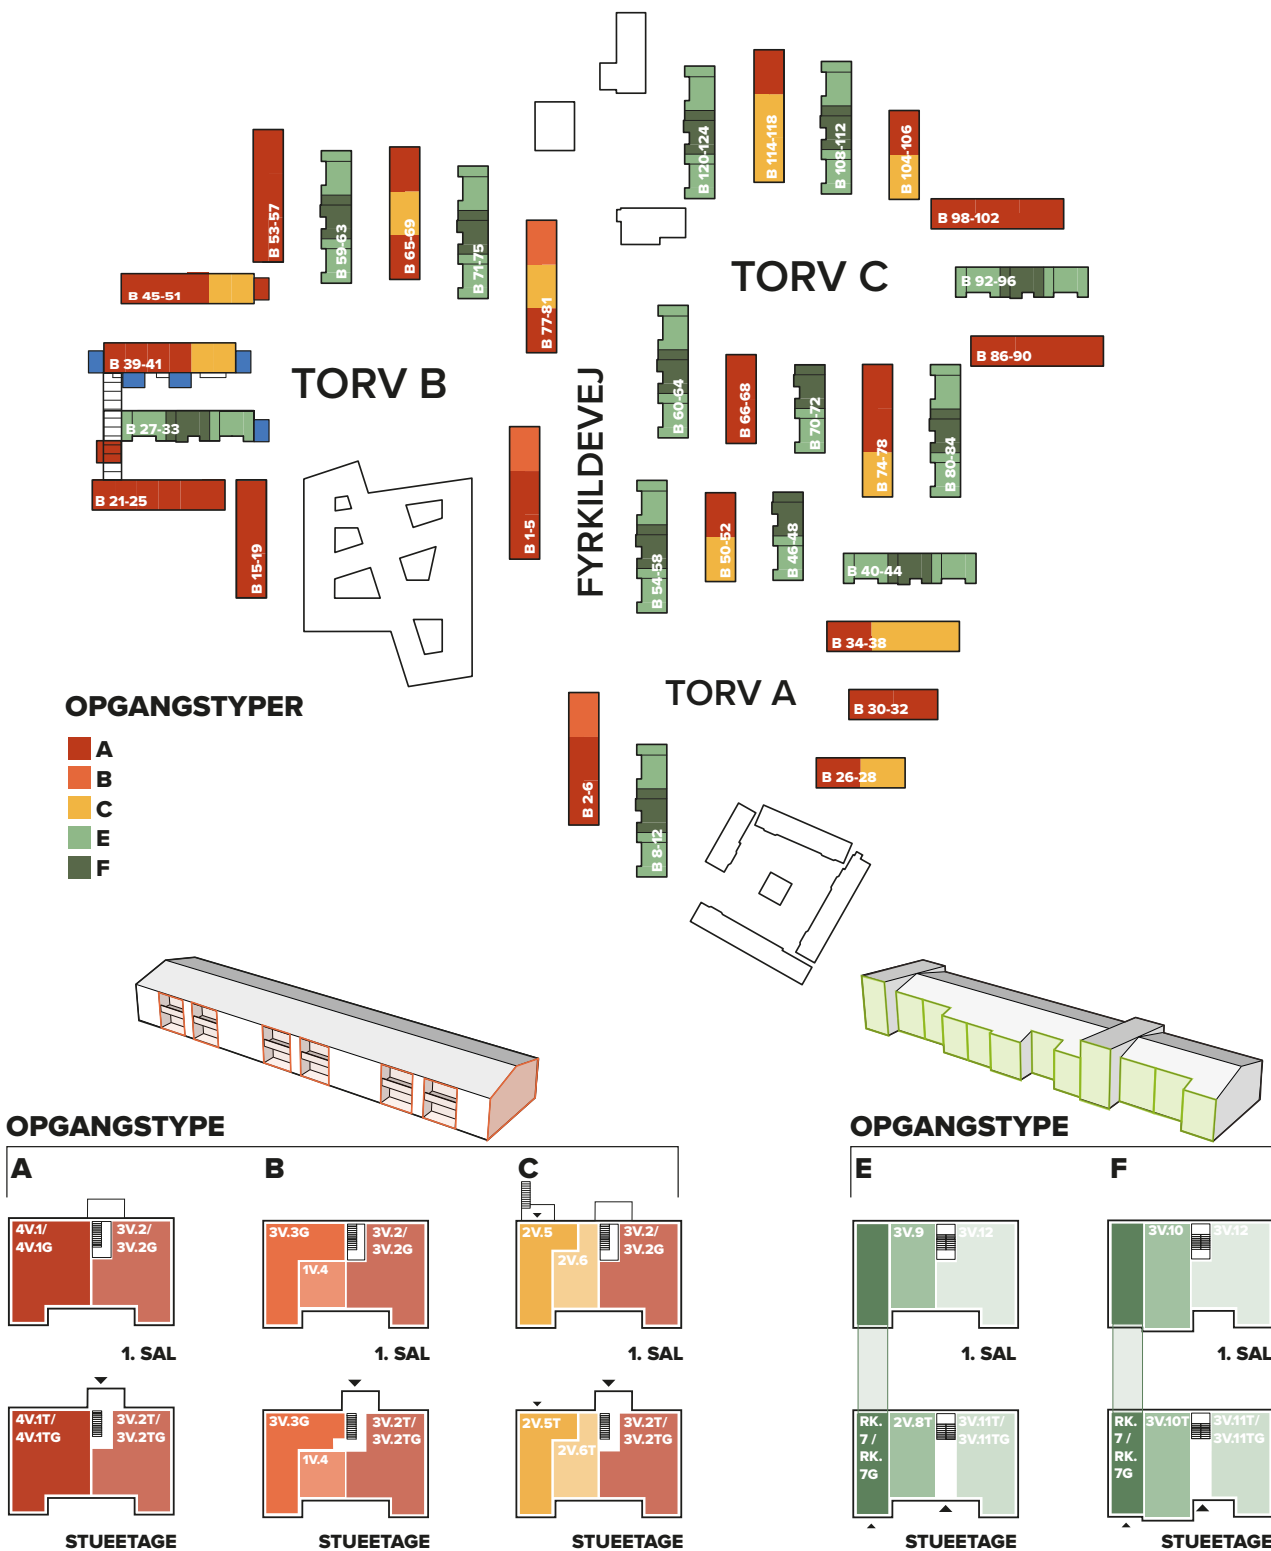 B 120-124
B 114-118
B 108-112
B 104-106
B 98-102
B 53-57
B 59-63
B 65-69
B 71-75
B 77-81
TORV C
B 92-96
B 45-51
B 86-90
B 39-41
TORV B
B 60-64
B 66-68
B 70-72
B 74-78
B 80-84
B 27-33
FYRKILDEVEJ
B 21-25
B 15-19
B 1-5
B 54-58
B 50-52
B 46-48
B 40-44
B 34-38
TORV A
B 30-32
B 26-28
B 2-6
B 8-12
OPGANGSTYPER
A
B
C
E
F
OPGANGSTYPE
A
B
C
4V.1/
4V.1G
3V.2/
3V.2G
3V.3G
1V.4
3V.2/
3V.2G
2V.5
2V.6
3V.2/
3V.2G
1. SAL
1. SAL
1. SAL
4V.1T/
4V.1TG
3V.2T/
3V.2TG
3V.3G
1V.4
3V.2T/
3V.2TG
2V.5T
2V.6T
3V.2T/
3V.2TG
STUEETAGE
STUEETAGE
STUEETAGE
OPGANGSTYPE
E
F
3V.9
3V.12
3V.10
3V.12
1. SAL
1. SAL
RK.
7 /
RK.
7G
2V.8T
3V.11T/
3V.11TG
RK.
7 /
RK.
7G
3V.10T
3V.11T/
3V.11TG
STUEETAGE
STUEETAGE